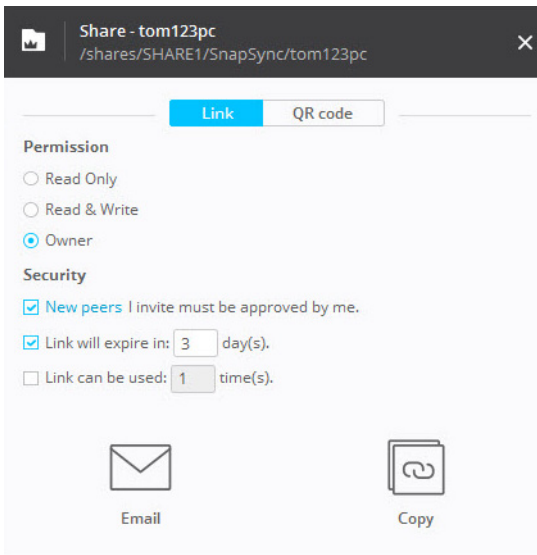 Share - tom123pc
/shares/SHARE1/SnapSync/tom123pc
Link QR code
Permission
Read Only
Read & Write
Owner
Security
New peers I invite must be approved by me.
Link will expire in: 3 day(s).
Link can be used: 1 time(s).
Email Copy